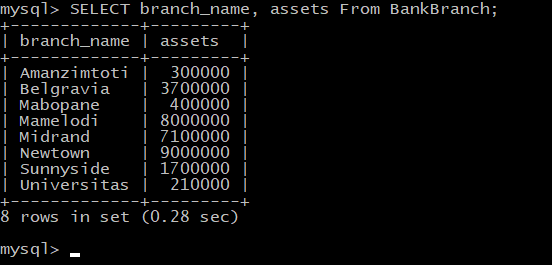 mysql> SELECT branch_name, assets From BankBranch;
+-------------+---------+
| branch_name | assets  |
+-------------+---------+
| Amanzimtoti |  300000 |
| Belgravia   | 3700000 |
| Mabopane    |  400000 |
| Mamelodi    | 8000000 |
| Midrand     | 7100000 |
| Newtown     | 9000000 |
| Sunnyside   | 1700000 |
| Universitas |  210000 |
+-------------+---------+
8 rows in set (0.28 sec)
mysql> _